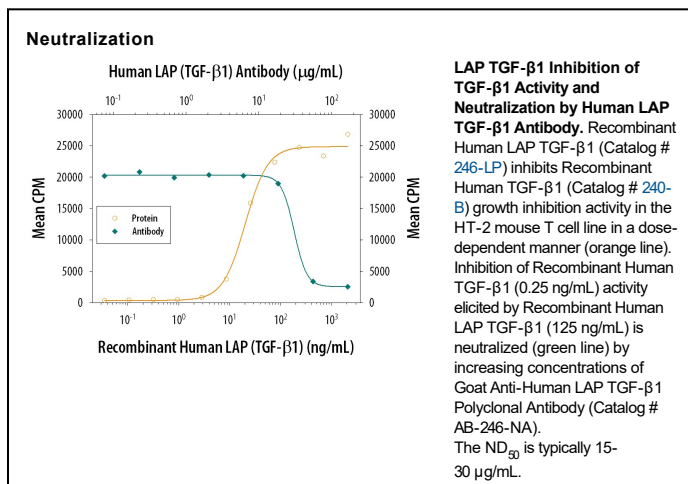 Neutralization
Human LAP (TGF-β1) Antibody (µg/mL)
10⁻¹ 10⁰ 10¹ 10²
30000 30000
25000 25000
20000 20000
15000 15000
10000 10000
5000 5000
0 0
Mean CPM
Mean CPM
Protein
Antibody
10⁻¹ 10⁰ 10¹ 10² 10³
Recombinant Human LAP (TGF-β1) (ng/mL)
LAP TGF-β1 Inhibition of
TGF-β1 Activity and
Neutralization by Human LAP
TGF-β1 Antibody. Recombinant
Human LAP TGF-β1 (Catalog #
246-LP) inhibits Recombinant
Human TGF-β1 (Catalog # 240-
B) growth inhibition activity in the
HT-2 mouse T cell line in a dose-
dependent manner (orange line).
Inhibition of Recombinant Human
TGF-β1 (0.25 ng/mL) activity
elicited by Recombinant Human
LAP TGF-β1 (125 ng/mL) is
neutralized (green line) by
increasing concentrations of
Goat Anti-Human LAP TGF-β1
Polyclonal Antibody (Catalog #
AB-246-NA).
The ND₅₀ is typically 15-
30 µg/mL.